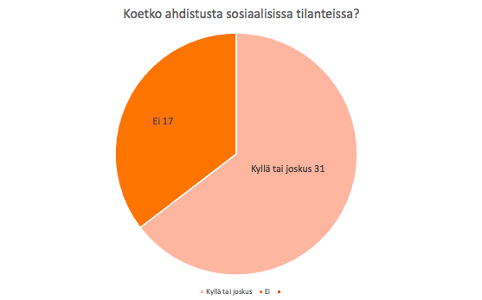 Koetko ahdistusta sosiaalisissa tilanteissa?
Ei 17
Kyllä tai joskus 31
Kyllä tai joskus Ei